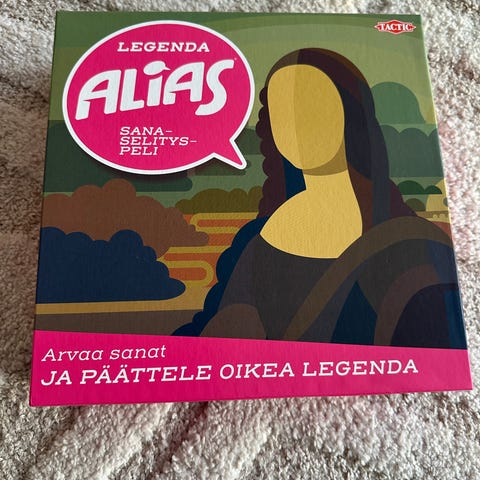 TACTIC
LEGENDA
ALiAS
SANA-
SELITYS-
PELI
Arvaa sanat
JA PÄÄTTELE OIKEA LEGENDA